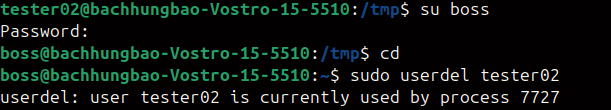 tester02@bachhungbao-Vostro-15-5510:/tmp$ su boss
Password:
boss@bachhungbao-Vostro-15-5510:/tmp$ cd
boss@bachhungbao-Vostro-15-5510:~$ sudo userdel tester02
userdel: user tester02 is currently used by process 7727